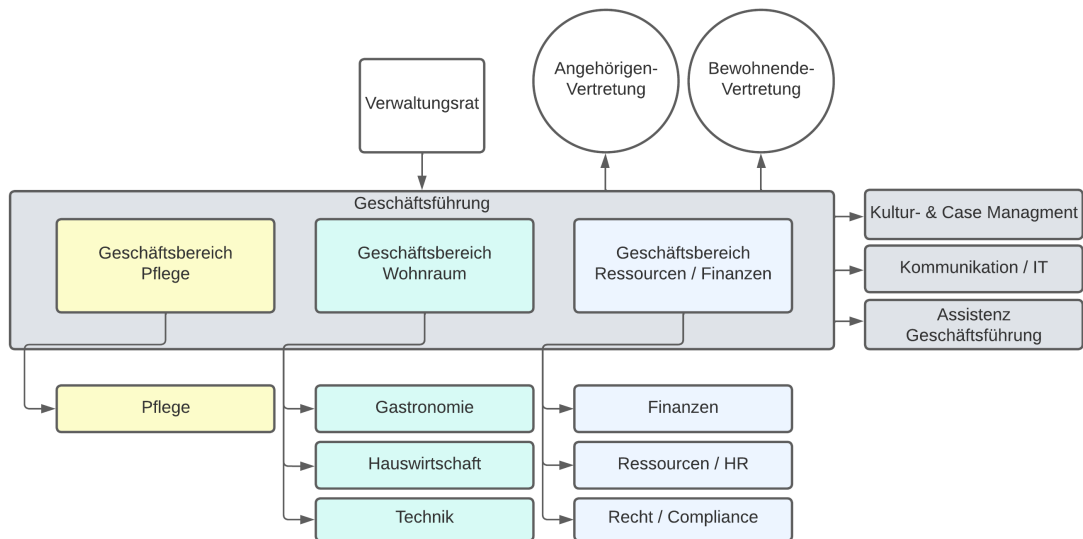 Verwaltungsrat
Angehörigen-
Vertretung
Bewohnende-
Vertretung
Geschäftsführung
Geschäftsbereich
Pflege
Geschäftsbereich
Wohnraum
Geschäftsbereich
Ressourcen / Finanzen
Kultur- & Case Managment
Kommunikation / IT
Assistenz
Geschäftsführung
Pflege
Gastronomie
Finanzen
Hauswirtschaft
Ressourcen / HR
Technik
Recht / Compliance